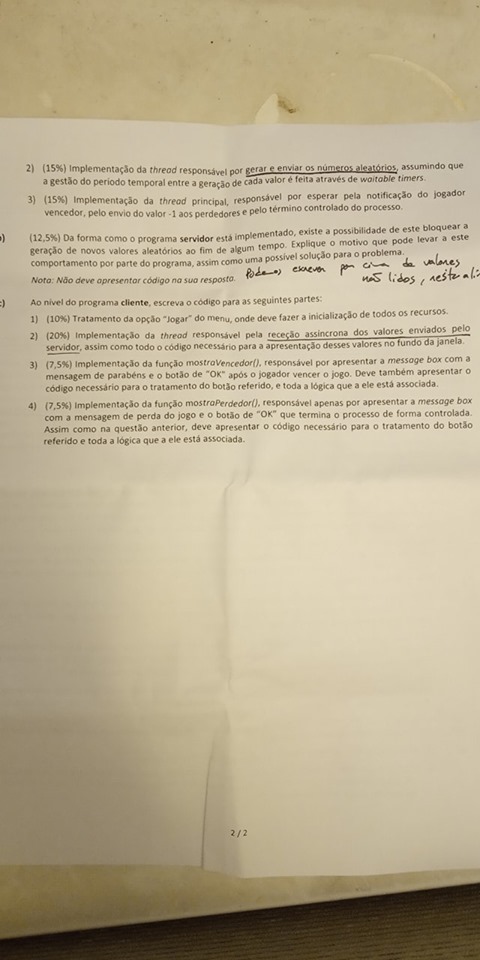 2) (15%) Implementação da thread responsável por gerar e enviar os números aleatórios, assumindo que
a gestão do período temporal entre a geração de cada valor é feita através de waitable timers.
3) (15%) Implementação da thread principal, responsável por esperar pela notificação do jogador
vencedor, pelo envio do valor -1 aos perdedores e pelo término controlado do processo.
) (12,5%) Da forma como o programa servidor está implementado, existe a possibilidade de este bloquear a
geração de novos valores aleatórios ao fim de algum tempo. Explique o motivo que pode levar a este
comportamento por parte do programa, assim como uma possível solução para o problema.
Nota: Não deve apresentar código na sua resposta.
Podemos escrever por cima de valores
não lidos, nesta
:) Ao nível do programa cliente, escreva o código para as seguintes partes:
1) (10%) Tratamento da opção "Jogar" do menu, onde deve fazer a inicialização de todos os recursos.
2) (20%) Implementação da thread responsável pela receção assíncrona dos valores enviados pelo
servidor, assim como todo o código necessário para a apresentação desses valores no fundo da janela.
3) (7,5%) Implementação da função mostraVencedor(), responsável por apresentar a message box com a
mensagem de parabéns e o botão de "OK" após o jogador vencer o jogo. Deve também apresentar o
código necessário para o tratamento do botão referido, e toda a lógica que a ele está associada.
4) (7,5%) Implementação da função mostraPerdedor(), responsável apenas por apresentar a message box
com a mensagem de perda do jogo e o botão de "OK" que termina o processo de forma controlada.
Assim como na questão anterior, deve apresentar o código necessário para o tratamento do botão
referido e toda a lógica que a ele está associada.
2 / 2